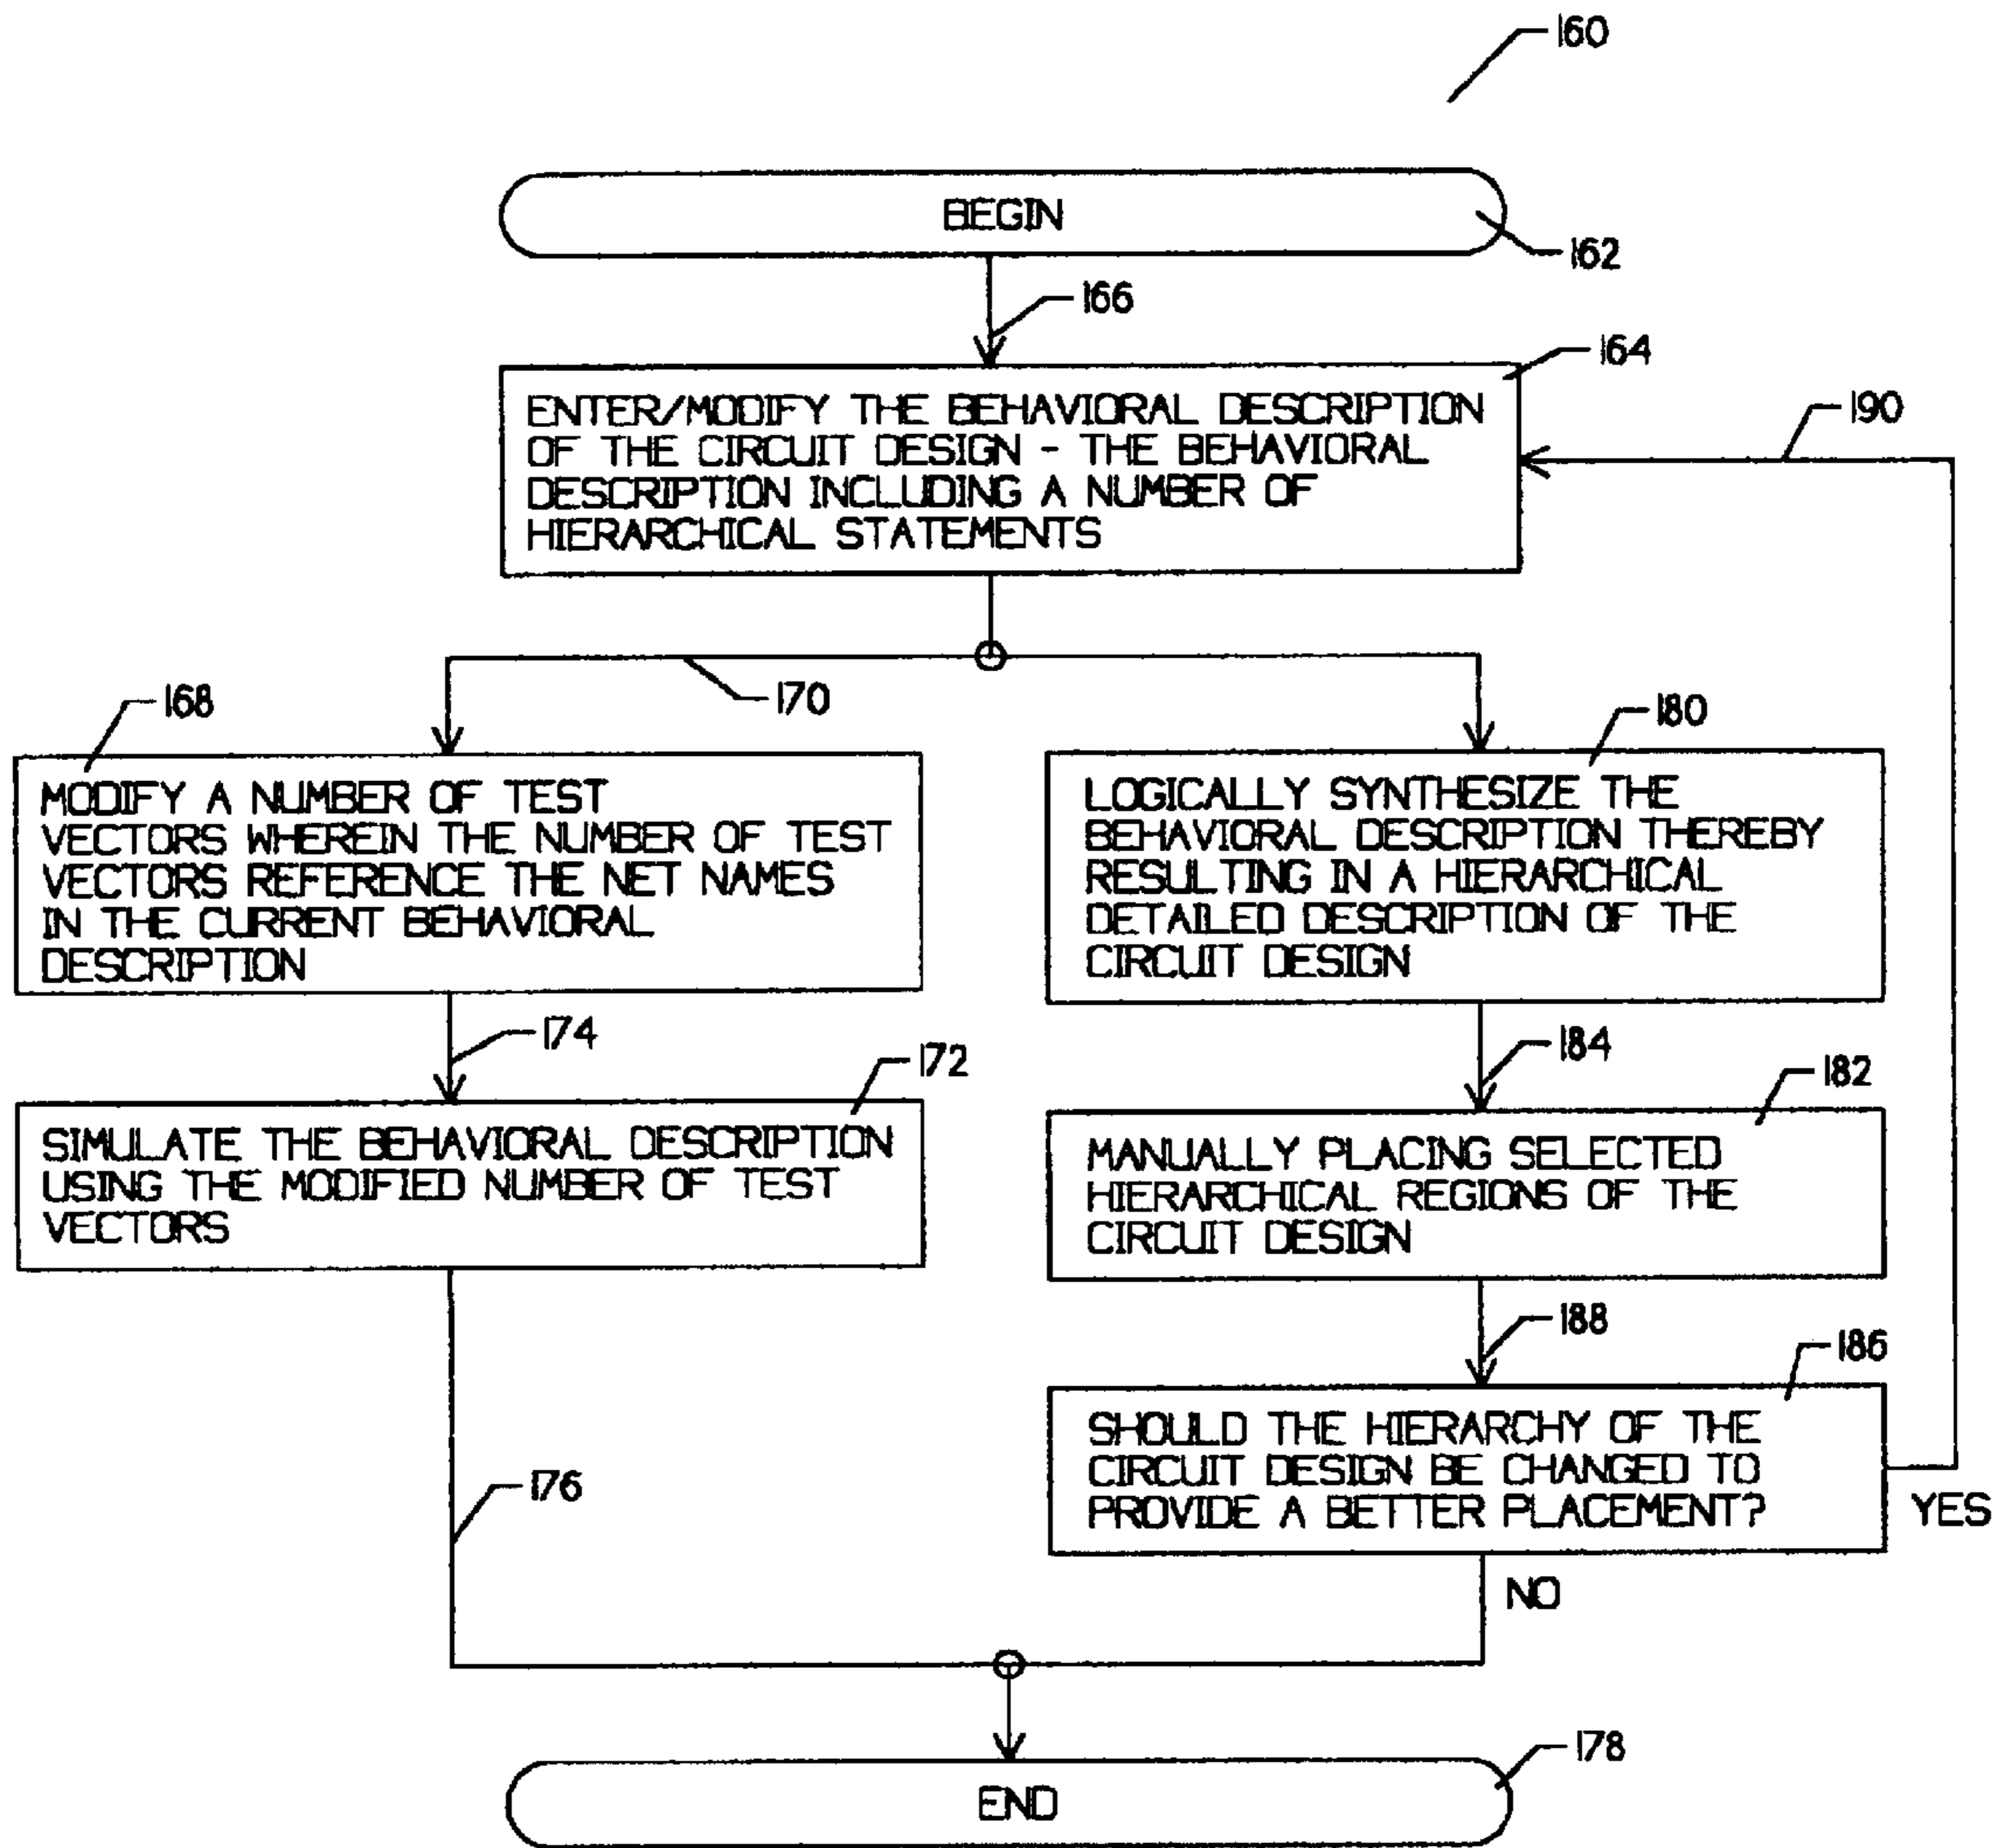 160
BEGIN
162
166
164
ENTER/MODIFY THE BEHAVIORAL DESCRIPTION
OF THE CIRCUIT DESIGN - THE BEHAVIORAL
DESCRIPTION INCLUDING A NUMBER OF
HIERARCHICAL STATEMENTS
190
170
168
MODIFY A NUMBER OF TEST
VECTORS WHEREIN THE NUMBER OF TEST
VECTORS REFERENCE THE NET NAMES
IN THE CURRENT BEHAVIORAL
DESCRIPTION
180
LOGICALLY SYNTHESIZE THE
BEHAVIORAL DESCRIPTION THEREBY
RESULTING IN A HIERARCHICAL
DETAILED DESCRIPTION OF THE
CIRCUIT DESIGN
174
172
SIMULATE THE BEHAVIORAL DESCRIPTION
USING THE MODIFIED NUMBER OF TEST
VECTORS
184
182
MANUALLY PLACING SELECTED
HIERARCHICAL REGIONS OF THE
CIRCUIT DESIGN
188
186
SHOULD THE HIERARCHY OF THE
CIRCUIT DESIGN BE CHANGED TO
PROVIDE A BETTER PLACEMENT?
YES
176
NO
178
END